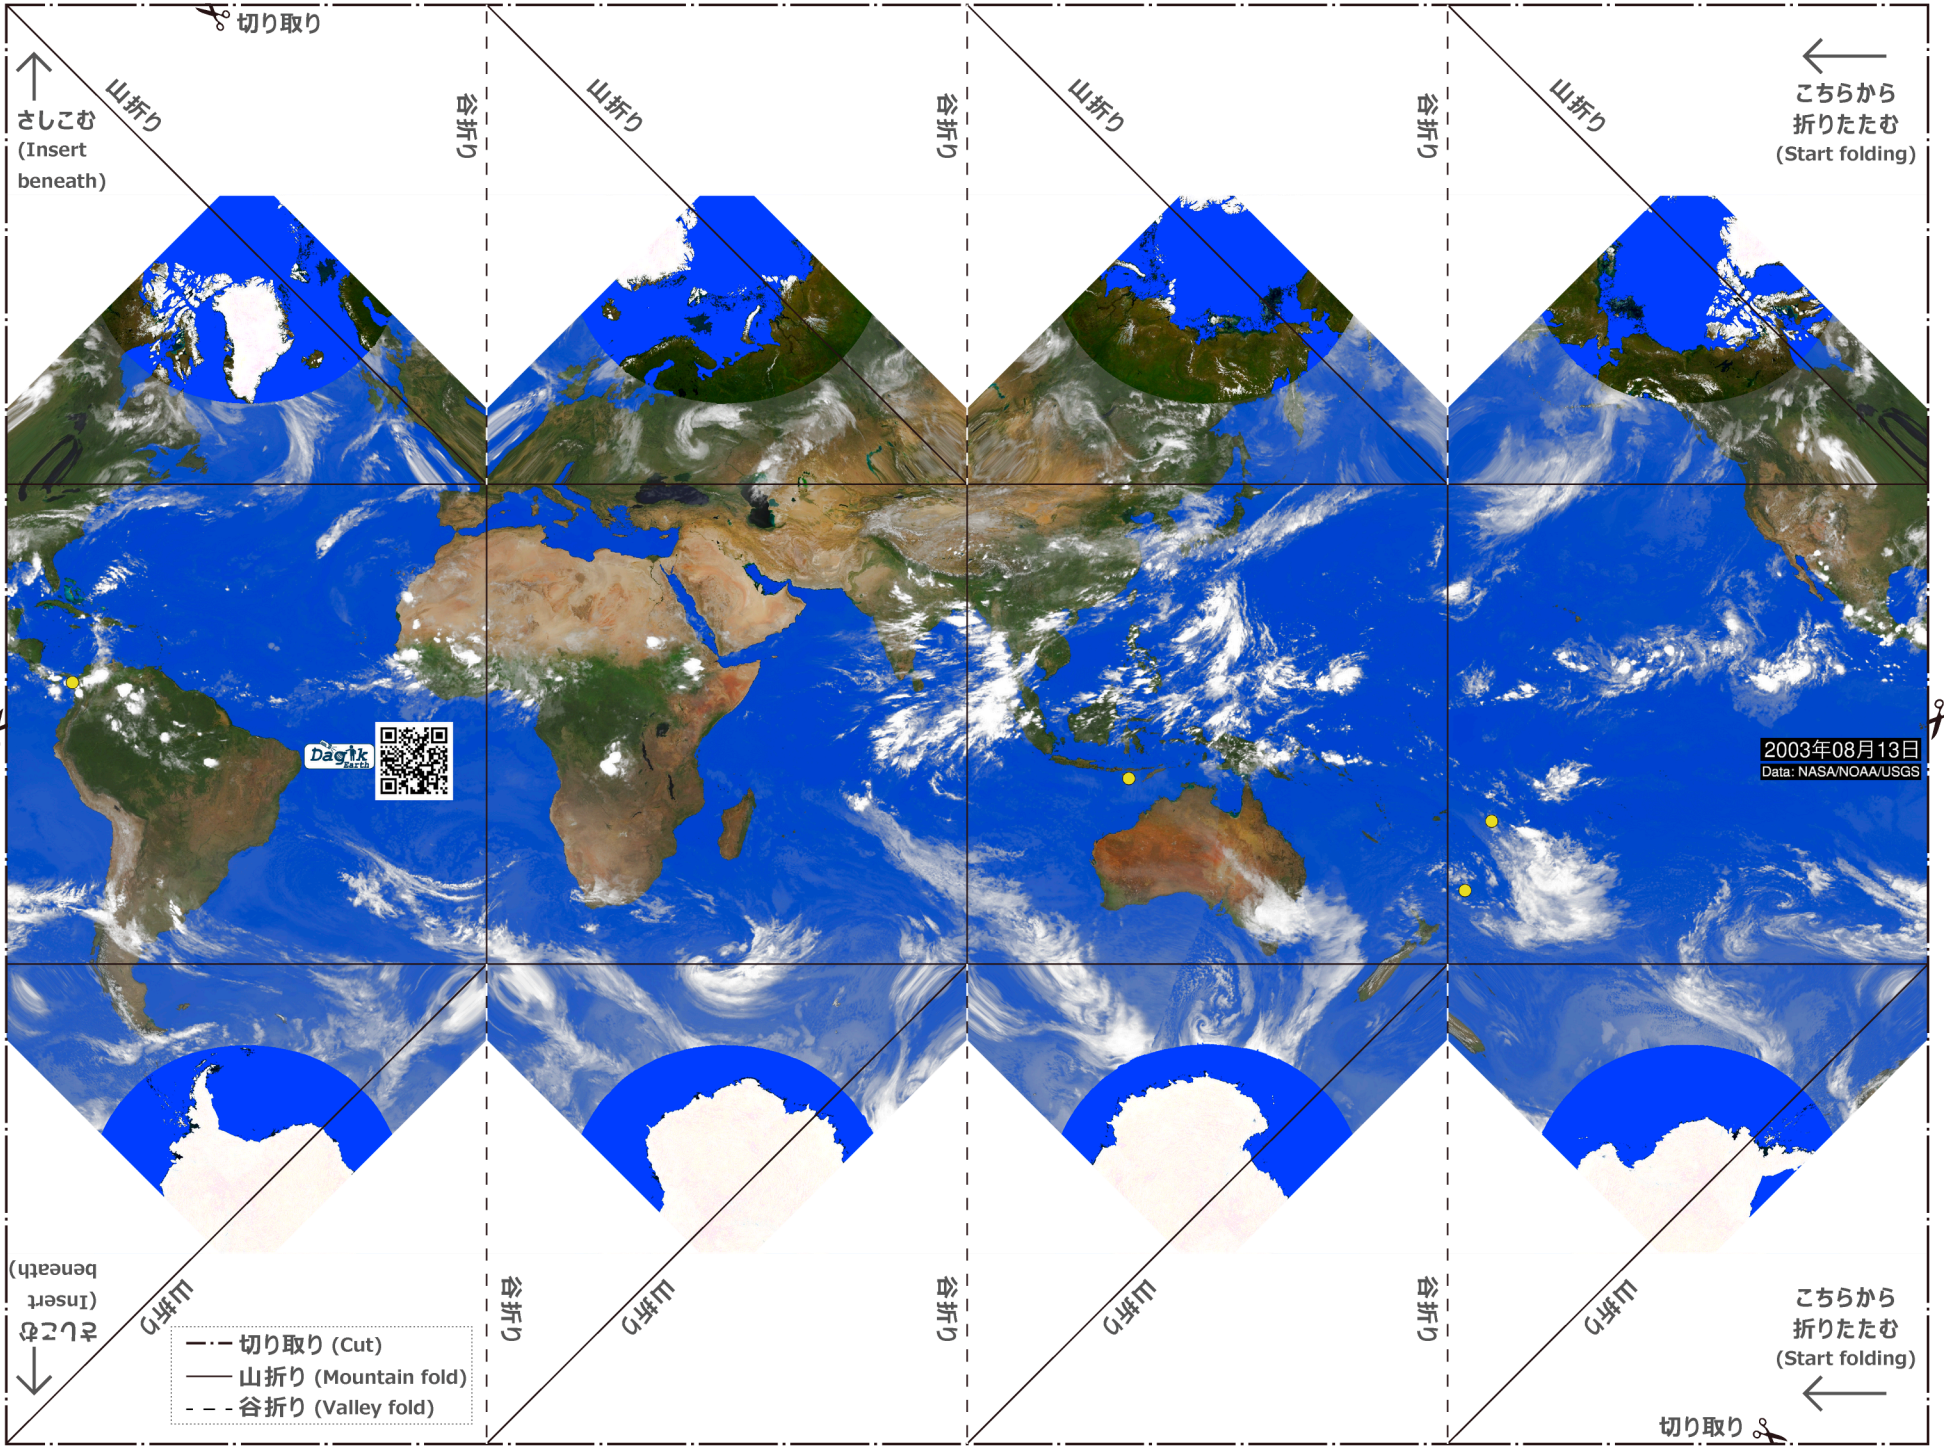 切り取り
山折り
谷折り
山折り
谷折り
山折り
谷折り
山折り
さしこむ
(Insert
beneath)
こちらから
折りたたむ
(Start folding)
Dagik
Earth
2003年08月13日
Data: NASA/NOAA/USGS
さしこむ
(Insert
beneath)
山折り
谷折り
山折り
谷折り
山折り
谷折り
山折り
こちらから
折りたたむ
(Start folding)
切り取り (Cut)
山折り (Mountain fold)
谷折り (Valley fold)
切り取り